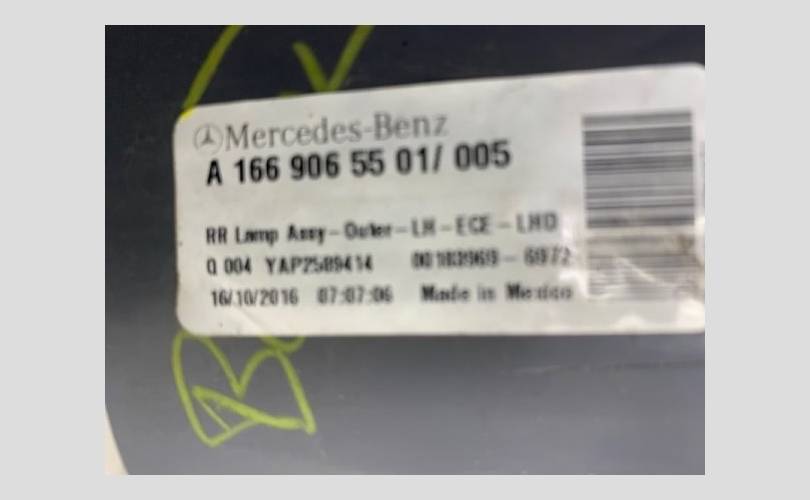 Mercedes-Benz
A 166 906 55 01/ 005
RR Lamp Assy-Outer-LH-ECE-LHD
Q 004 YAP2589414 00183969-6972
16/10/2016 07:07:06 Made in Mexico